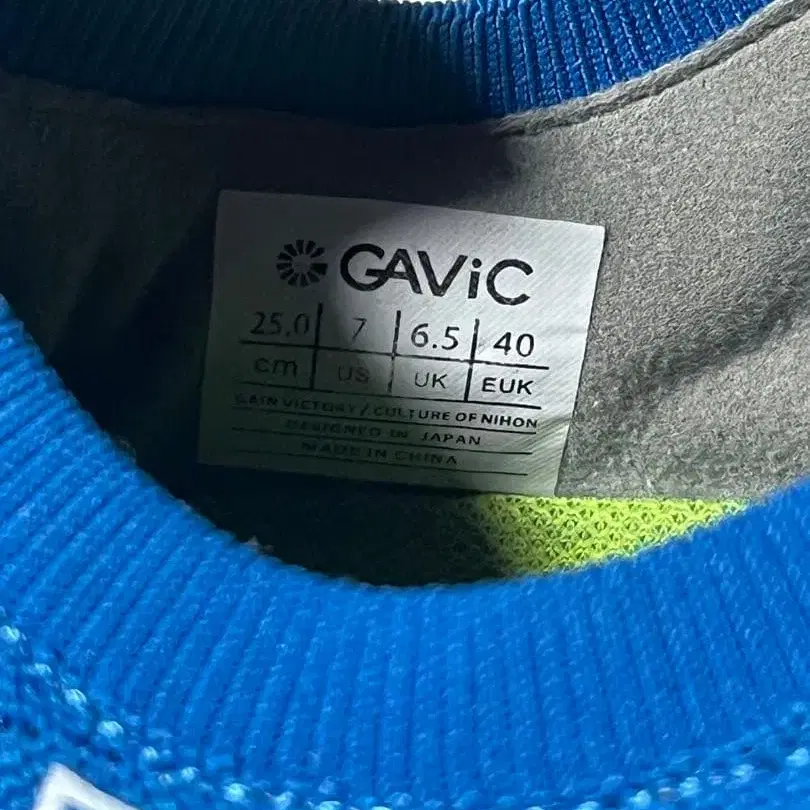 GAViC
25.0 7 6.5 40
cm US UK EUK
GAIN VICTORY / CULTURE OF NIHON
DESIGNED IN JAPAN
MADE IN CHINA